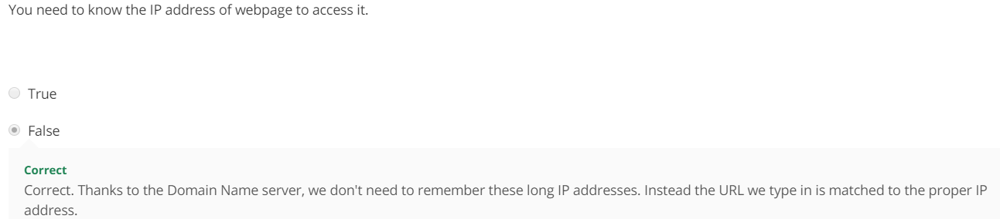 You need to know the IP address of webpage to access it.
True
False
Correct
Correct. Thanks to the Domain Name server, we don't need to remember these long IP addresses. Instead the URL we type in is matched to the proper IP
address.